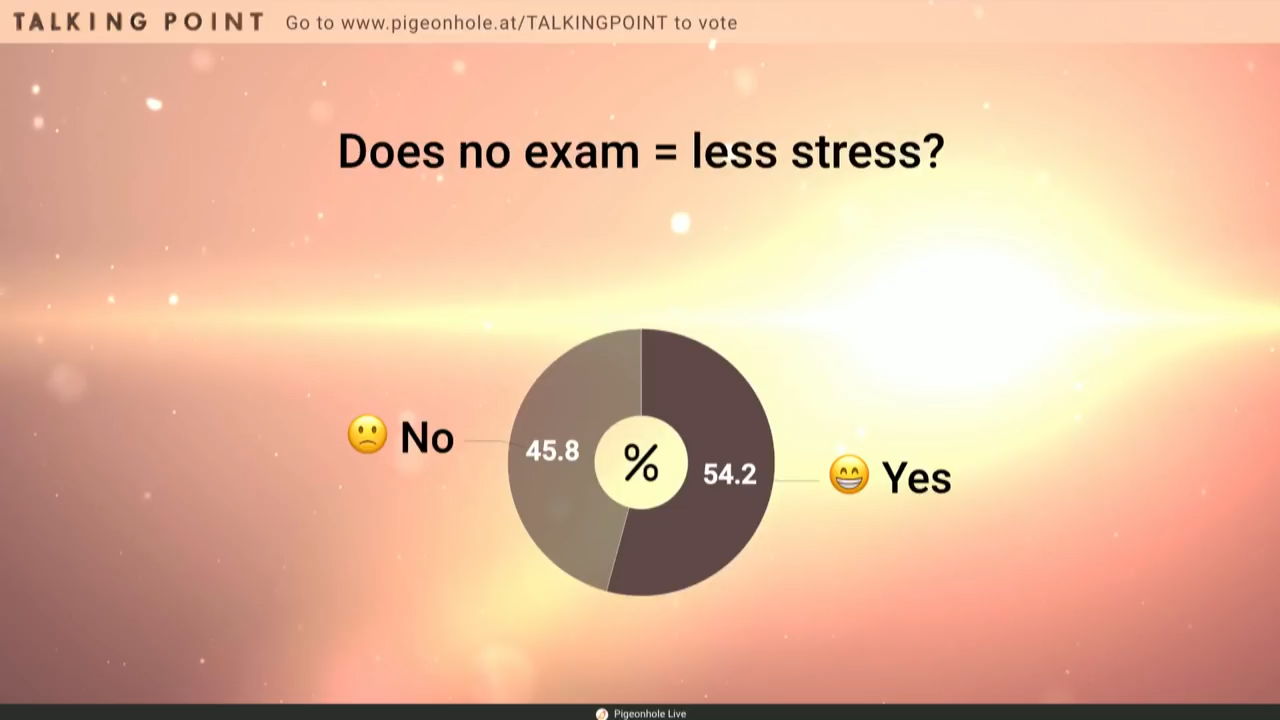 TALKING POINT Go to www.pigeonhole.at/TALKINGPOINT to vote
Does no exam = less stress?
No
45.8
%
54.2
Yes
Pigeonhole Live